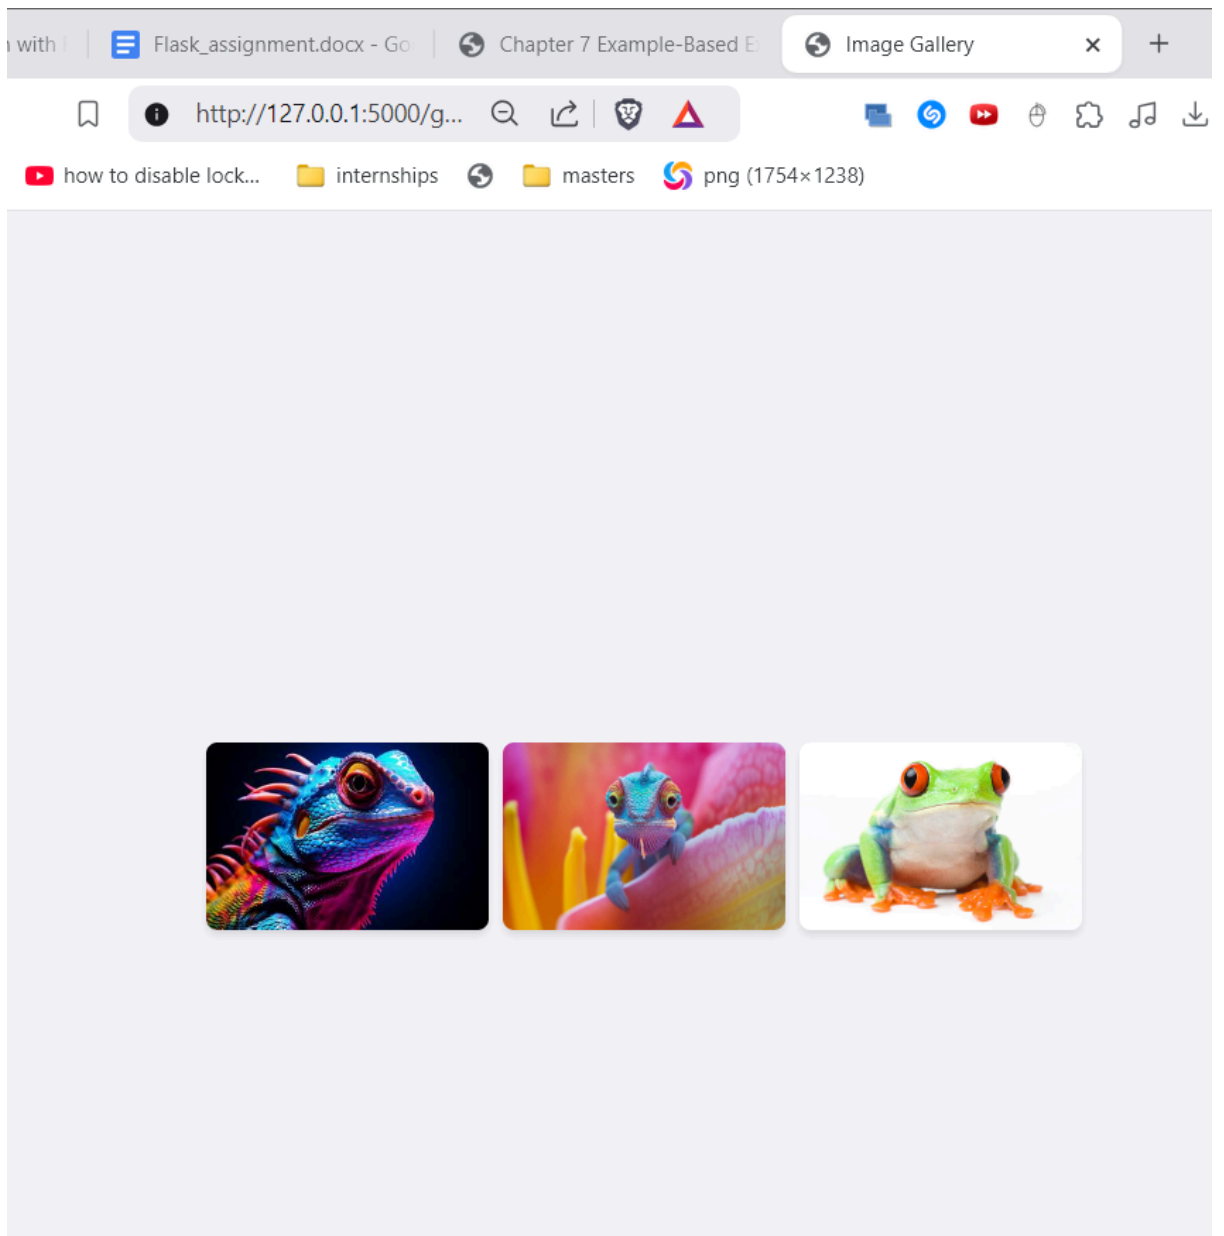 with
Flask_assignment.docx - Go
Chapter 7 Example-Based E
Image Gallery
http://127.0.0.1:5000/g...
how to disable lock...
internships
masters
png (1754×1238)